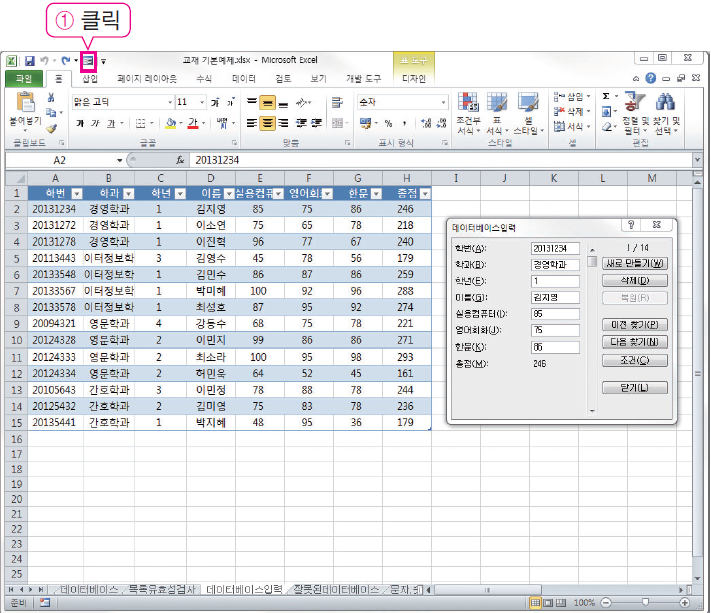 ① 클릭
교재 기본예제.xlsx - Microsoft Excel
표 도구
파일 홈 삽입 페이지 레이아웃 수식 데이터 검토 보기 개발 도구 디자인
붙여넣기 맑은 고딕 11 가 가 숫자 조건부 서식 표 서식 셀 스타일 삽입 삭제 서식 정렬 및 필터 찾기 및 선택
가 가 가 가 % ,
클립보드 글꼴 맞춤 표시 형식 스타일 셀 편집
A2 fx 20131234
A B C D E F G H I J K L M
1 학번 학과 학년 이름 실용컴퓨 영어회화 한문 총점
2 20131234 경영학과 1 김지영 85 75 86 246
3 20131272 경영학과 1 이소연 75 65 78 218
4 20131278 경영학과 1 이진혁 96 77 67 240
5 20113443 이터정보학 3 김영수 45 78 56 179
6 20133548 이터정보학 1 김민수 86 87 86 259
7 20133567 이터정보학 1 박미혜 100 92 96 288
8 20133578 이터정보학 1 최성호 87 95 92 274
9 20094321 영문학과 4 강동수 68 75 78 221
10 20124328 영문학과 2 이민지 99 86 86 271
11 20124333 영문학과 2 최소라 100 95 98 293
12 20124334 영문학과 2 허민욱 64 52 45 161
13 20105643 간호학과 3 이민정 78 88 78 244
14 20125432 간호학과 2 김미영 75 83 78 236
15 20135441 간호학과 1 박지혜 48 95 36 179
16
17
18
19
20
21
22
23
24
25
데이터베이스입력
학번(A): 20131234 1 / 14
학과(B): 경영학과 새로 만들기(W)
학년(E): 1 삭제(D)
이름(G): 김지영 복원(R)
실용컴퓨터(I): 85
영어회화(J): 75 이전 찾기(P)
한문(K): 86 다음 찾기(N)
총점(M): 246 조건(C)
닫기(L)
데이터베이스 목록유효성검사 데이터베이스입력 잘못된데이터베이스
준비 100%